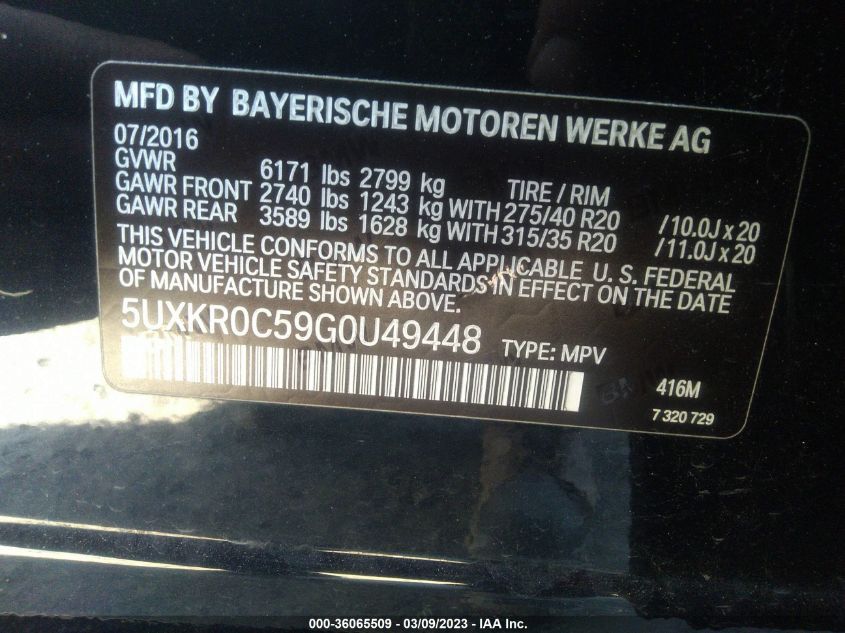 MFD BY BAYERISCHE MOTOREN WERKE AG
07/2016
GVWR 6171 lbs 2799 kg TIRE / RIM
GAWR FRONT 2740 lbs 1243 kg WITH 275/40 R20 /10.0J x 20
GAWR REAR 3589 lbs 1628 kg WITH 315/35 R20 /11.0J x 20
THIS VEHICLE CONFORMS TO ALL APPLICABLE U. S. FEDERAL
MOTOR VEHICLE SAFETY STANDARDS IN EFFECT ON THE DATE
OF MANUFACTURE SHOWN ABOVE.
5UXKR0C59G0U49448 TYPE: MPV
416M
7 320 729
000-36065509 - 03/09/2023 - IAA Inc.